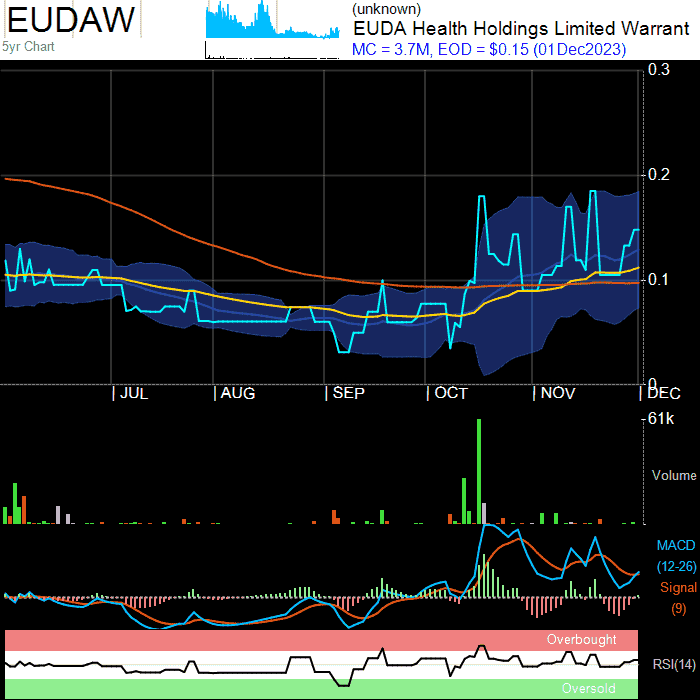 EUDAW
(unknown)
EUDA Health Holdings Limited Warrant
5yr Chart
MC = 3.7M, EOD = $0.15 (01Dec2023)
0.3
0.2
0.1
0
JUL
AUG
SEP
OCT
NOV
DEC
61k
Volume
MACD
(12-26)
Signal
(9)
Overbought
RSI(14)
Oversold